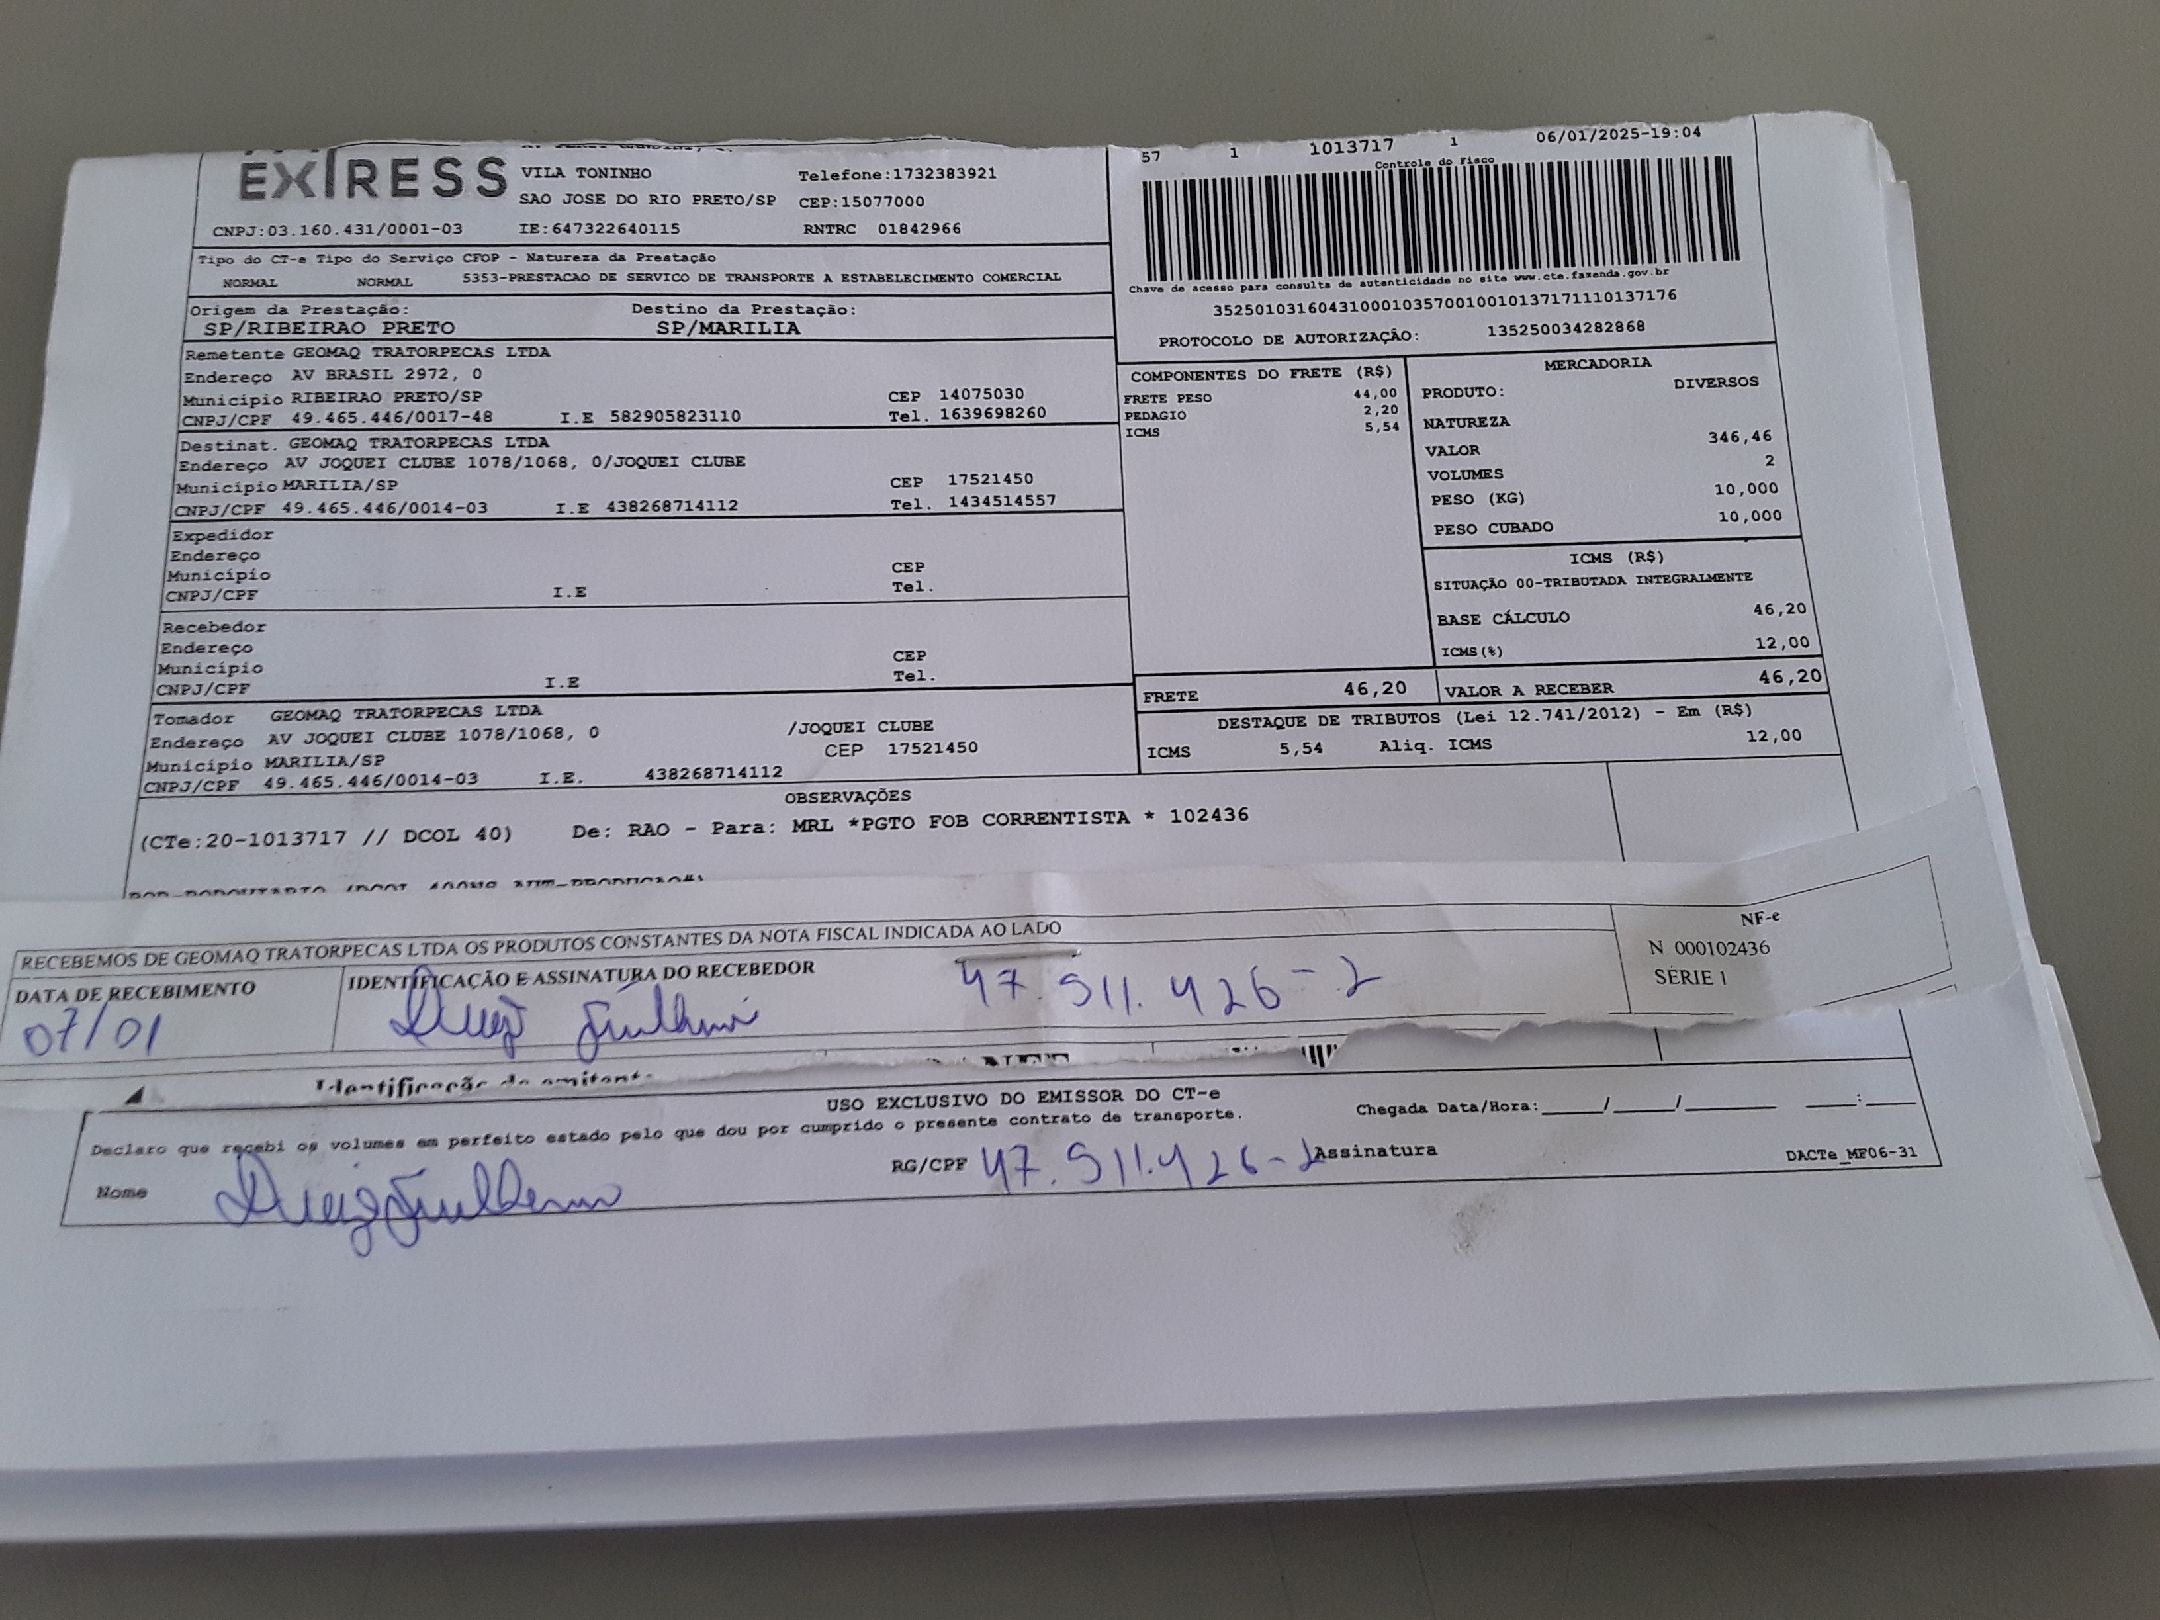 EXPRESS
VILA TONINHO Telefone:1732383921
SAO JOSE DO RIO PRETO/SP CEP:15077000
CNPJ:03.160.431/0001-03 IE:647322640115 RNTRC 01842966
57 1 1013717 1 06/01/2025-19:04
Controle do Fisco
Chave de acesso para consulta de autenticidade no site www.cte.fazenda.gov.br
35250103160431000103570010010137171110137176
PROTOCOLO DE AUTORIZAÇÃO: 135250034282868
Tipo do CT-e Tipo do Serviço CFOP - Natureza da Prestação
NORMAL NORMAL 5353-PRESTACAO DE SERVICO DE TRANSPORTE A ESTABELECIMENTO COMERCIAL
Origem da Prestação: Destino da Prestação:
SP/RIBEIRAO PRETO SP/MARILIA
Remetente GEOMAQ TRATORPECAS LTDA
Endereço AV BRASIL 2972, 0
Município RIBEIRAO PRETO/SP CEP 14075030
CNPJ/CPF 49.465.446/0017-48 I.E 582905823110 Tel. 1639698260
Destinat. GEOMAQ TRATORPECAS LTDA
Endereço AV JOQUEI CLUBE 1078/1068, 0/JOQUEI CLUBE
Município MARILIA/SP CEP 17521450
CNPJ/CPF 49.465.446/0014-03 I.E 438268714112 Tel. 1434514557
Expedidor
Endereço
Município CEP
CNPJ/CPF I.E Tel.
Recebedor
Endereço
Município CEP
CNPJ/CPF I.E Tel.
Tomador GEOMAQ TRATORPECAS LTDA
Endereço AV JOQUEI CLUBE 1078/1068, 0 /JOQUEI CLUBE
Município MARILIA/SP CEP 17521450
CNPJ/CPF 49.465.446/0014-03 I.E. 438268714112
COMPONENTES DO FRETE (R$)
FRETE PESO 44,00
PEDAGIO 2,20
ICMS 5,54
MERCADORIA
PRODUTO: DIVERSOS
NATUREZA
VALOR 346,46
VOLUMES 2
PESO (KG) 10,000
PESO CUBADO 10,000
ICMS (R$)
SITUAÇÃO 00-TRIBUTADA INTEGRALMENTE
BASE CÁLCULO 46,20
ICMS(%) 12,00
FRETE 46,20 VALOR A RECEBER 46,20
DESTAQUE DE TRIBUTOS (Lei 12.741/2012) - Em (R$)
ICMS 5,54 Aliq. ICMS 12,00
OBSERVAÇÕES
(CTe:20-1013717 // DCOL 40) De: RAO - Para: MRL *PGTO FOB CORRENTISTA * 102436
RECEBEMOS DE GEOMAQ TRATORPECAS LTDA OS PRODUTOS CONSTANTES DA NOTA FISCAL INDICADA AO LADO
DATA DE RECEBIMENTO IDENTIFICAÇÃO E ASSINATURA DO RECEBEDOR
07/01 47.511.426-2
NF-e
N 000102436
SÉRIE 1
Identificação do emitente
USO EXCLUSIVO DO EMISSOR DO CT-e
Declaro que recebi os volumes em perfeito estado pelo que dou por cumprido o presente contrato de transporte.
Chegada Data/Hora:_____/_____/_______ ____:____
Nome RG/CPF 47.511.426-2 Assinatura
DACTe_MF06-31